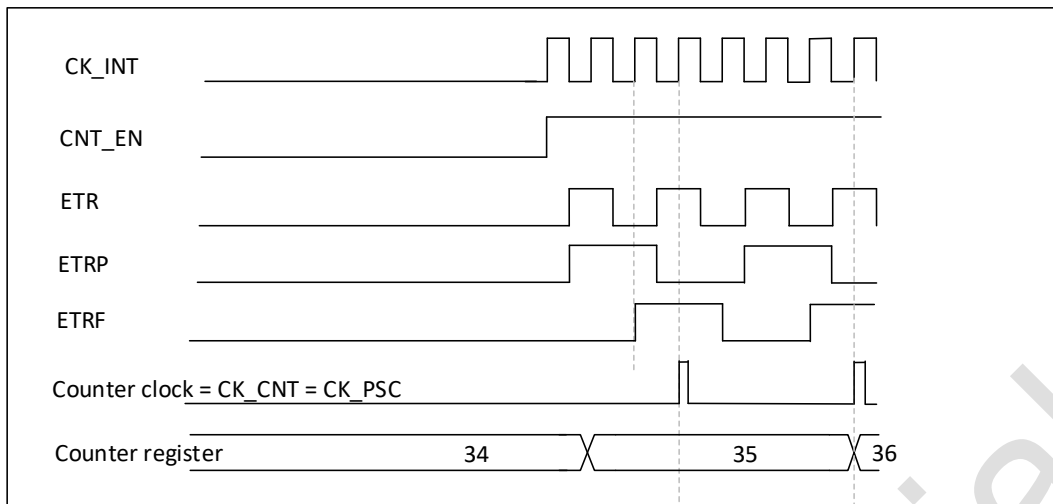 CK_INT
CNT_EN
ETR
ETRP
ETRF
Counter clock = CK_CNT = CK_PSC
Counter register 34 35 36